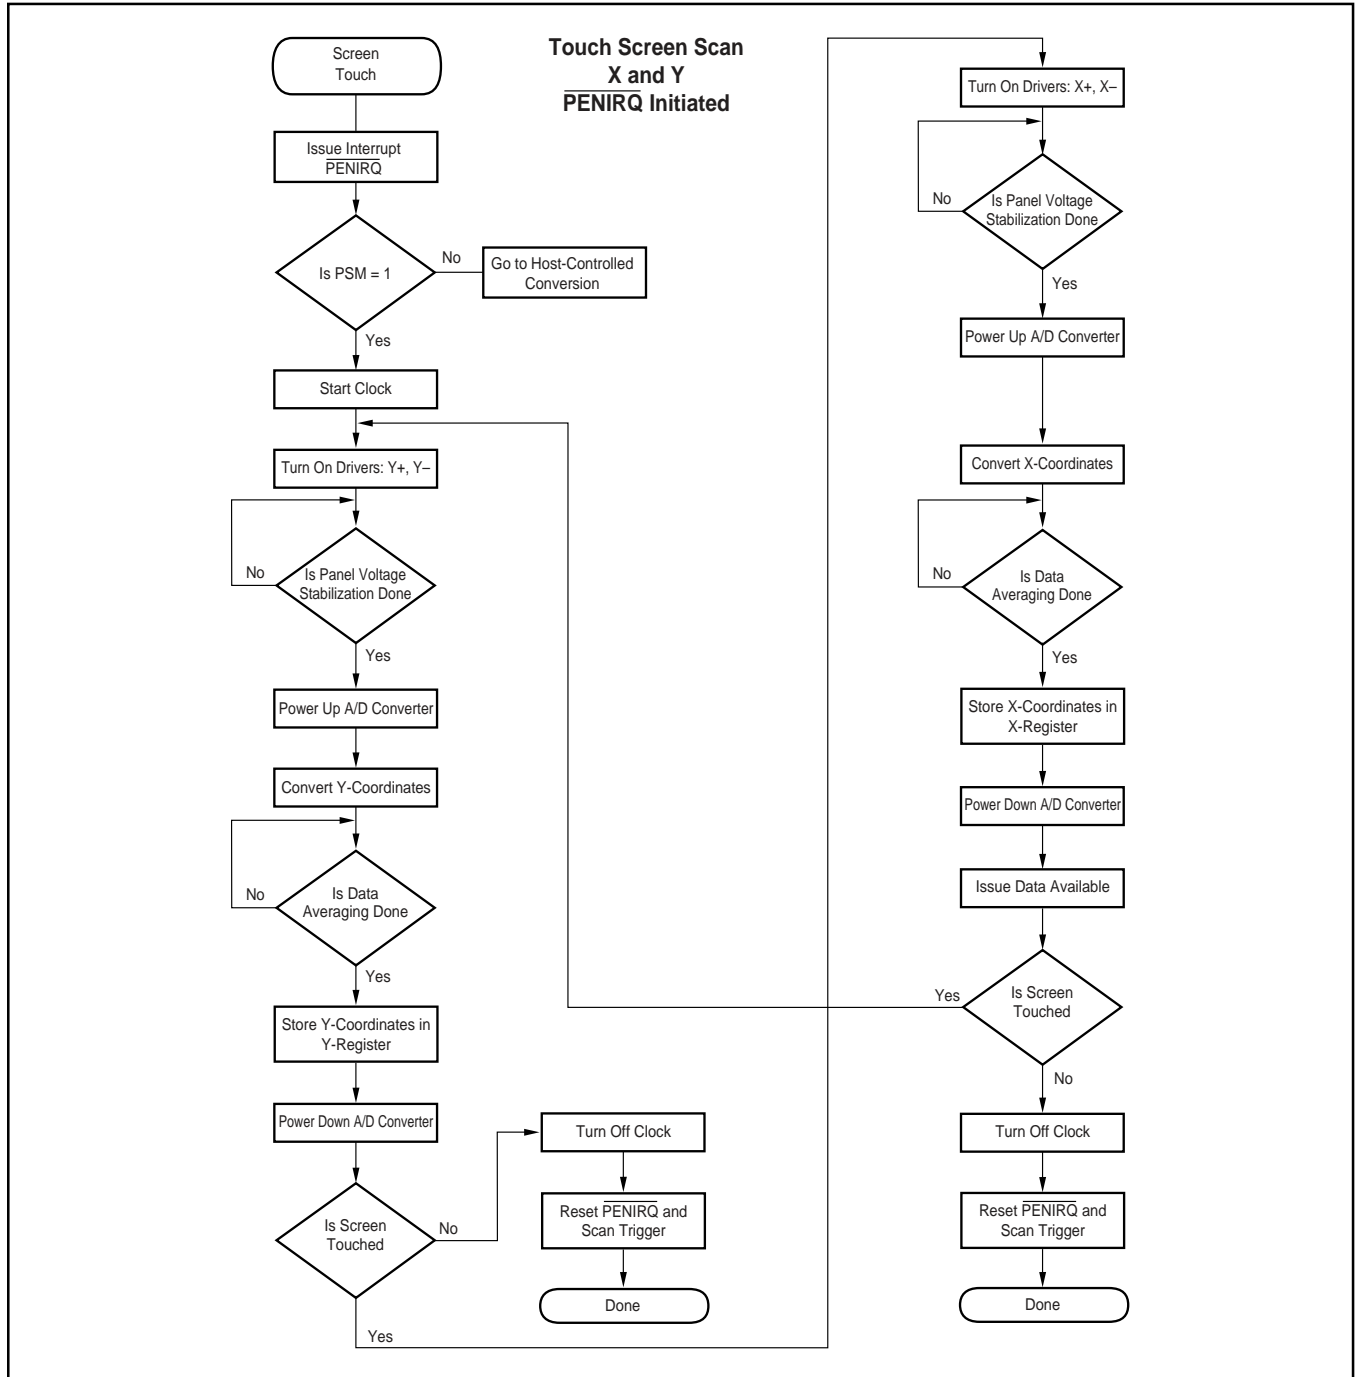 Touch Screen Scan
X and Y
PENIRQ Initiated
Screen
Touch
Issue Interrupt
PENIRQ
Is PSM = 1
No
Go to Host-Controlled
Conversion
Yes
Start Clock
Turn On Drivers: Y+, Y–
Is Panel Voltage
Stabilization Done
No
Yes
Power Up A/D Converter
Convert Y-Coordinates
Is Data
Averaging Done
No
Yes
Store Y-Coordinates in
Y-Register
Power Down A/D Converter
Is Screen
Touched
No
Turn Off Clock
Reset PENIRQ and
Scan Trigger
Done
Yes
Turn On Drivers: X+, X–
Is Panel Voltage
Stabilization Done
No
Yes
Power Up A/D Converter
Convert X-Coordinates
Is Data
Averaging Done
No
Yes
Store X-Coordinates in
X-Register
Power Down A/D Converter
Issue Data Available
Is Screen
Touched
Yes
No
Turn Off Clock
Reset PENIRQ and
Scan Trigger
Done